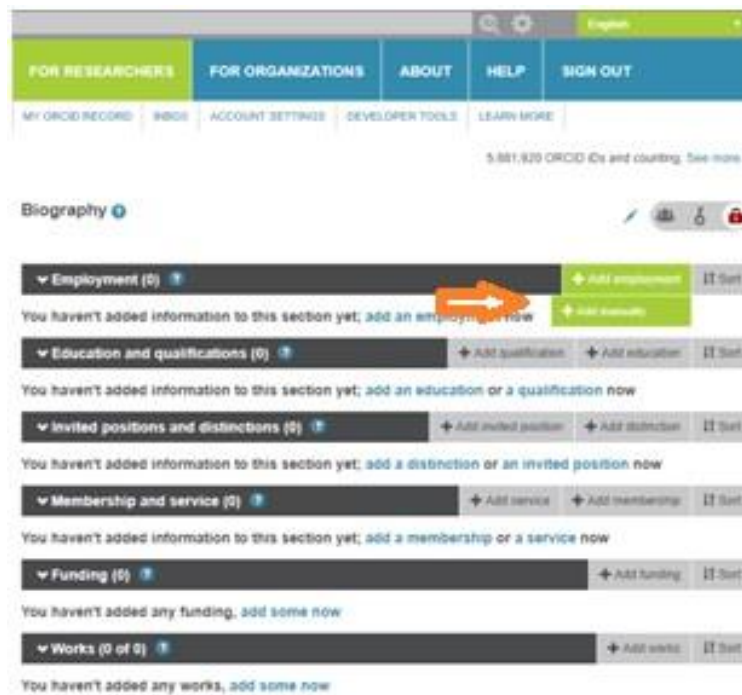 English
FOR RESEARCHERS FOR ORGANIZATIONS ABOUT HELP SIGN OUT
MY ORCID RECORD INBOX ACCOUNT SETTINGS DEVELOPER TOOLS LEARN MORE
ORCID iDs and counting. See more
Biography
Employment (0) Add employment Sort
You haven't added information to this section yet; add an now
Add manually
Education and qualifications (0) Add qualification Add education Sort
You haven't added information to this section yet; add an education or a qualification now
Invited positions and distinctions (0) Add invited position Add distinction Sort
You haven't added information to this section yet; add a distinction or an invited position now
Membership and service (0) Add service Add membership Sort
You haven't added information to this section yet; add a membership or a service now
Funding (0) Add funding Sort
You haven't added any funding, add some now
Works (0 of 0) Add works Sort
You haven't added any works, add some now